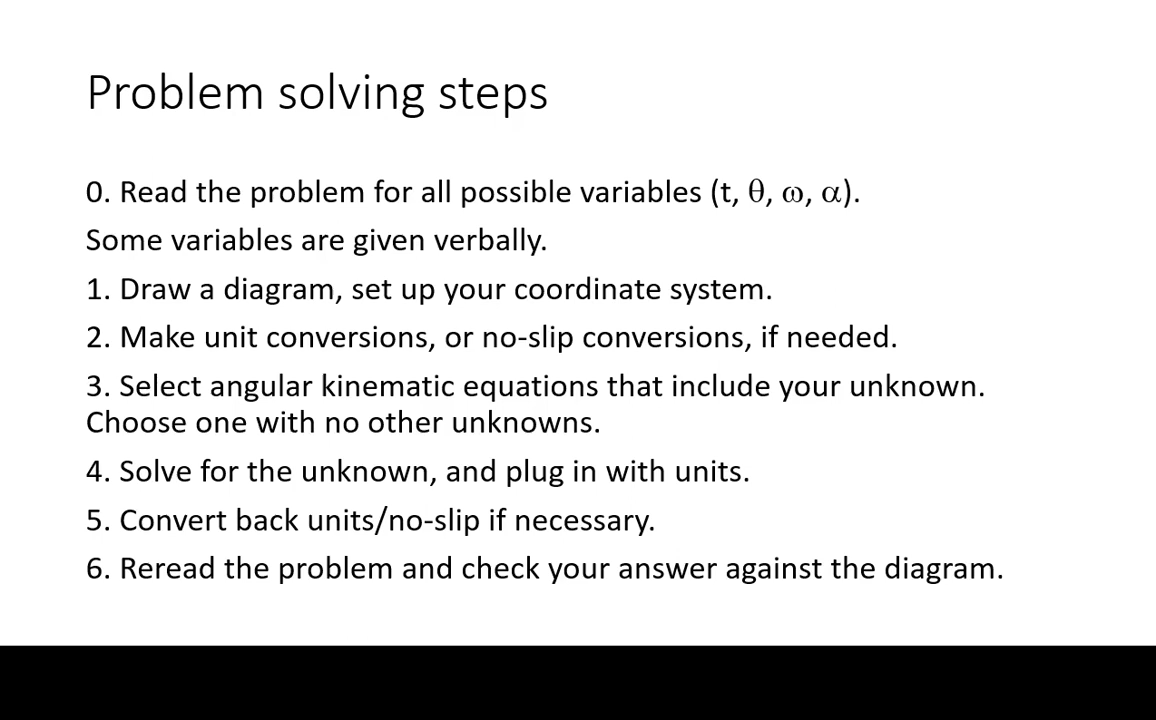 Problem solving steps
0. Read the problem for all possible variables (t, θ, ω, α).
Some variables are given verbally.
1. Draw a diagram, set up your coordinate system.
2. Make unit conversions, or no-slip conversions, if needed.
3. Select angular kinematic equations that include your unknown.
Choose one with no other unknowns.
4. Solve for the unknown, and plug in with units.
5. Convert back units/no-slip if necessary.
6. Reread the problem and check your answer against the diagram.